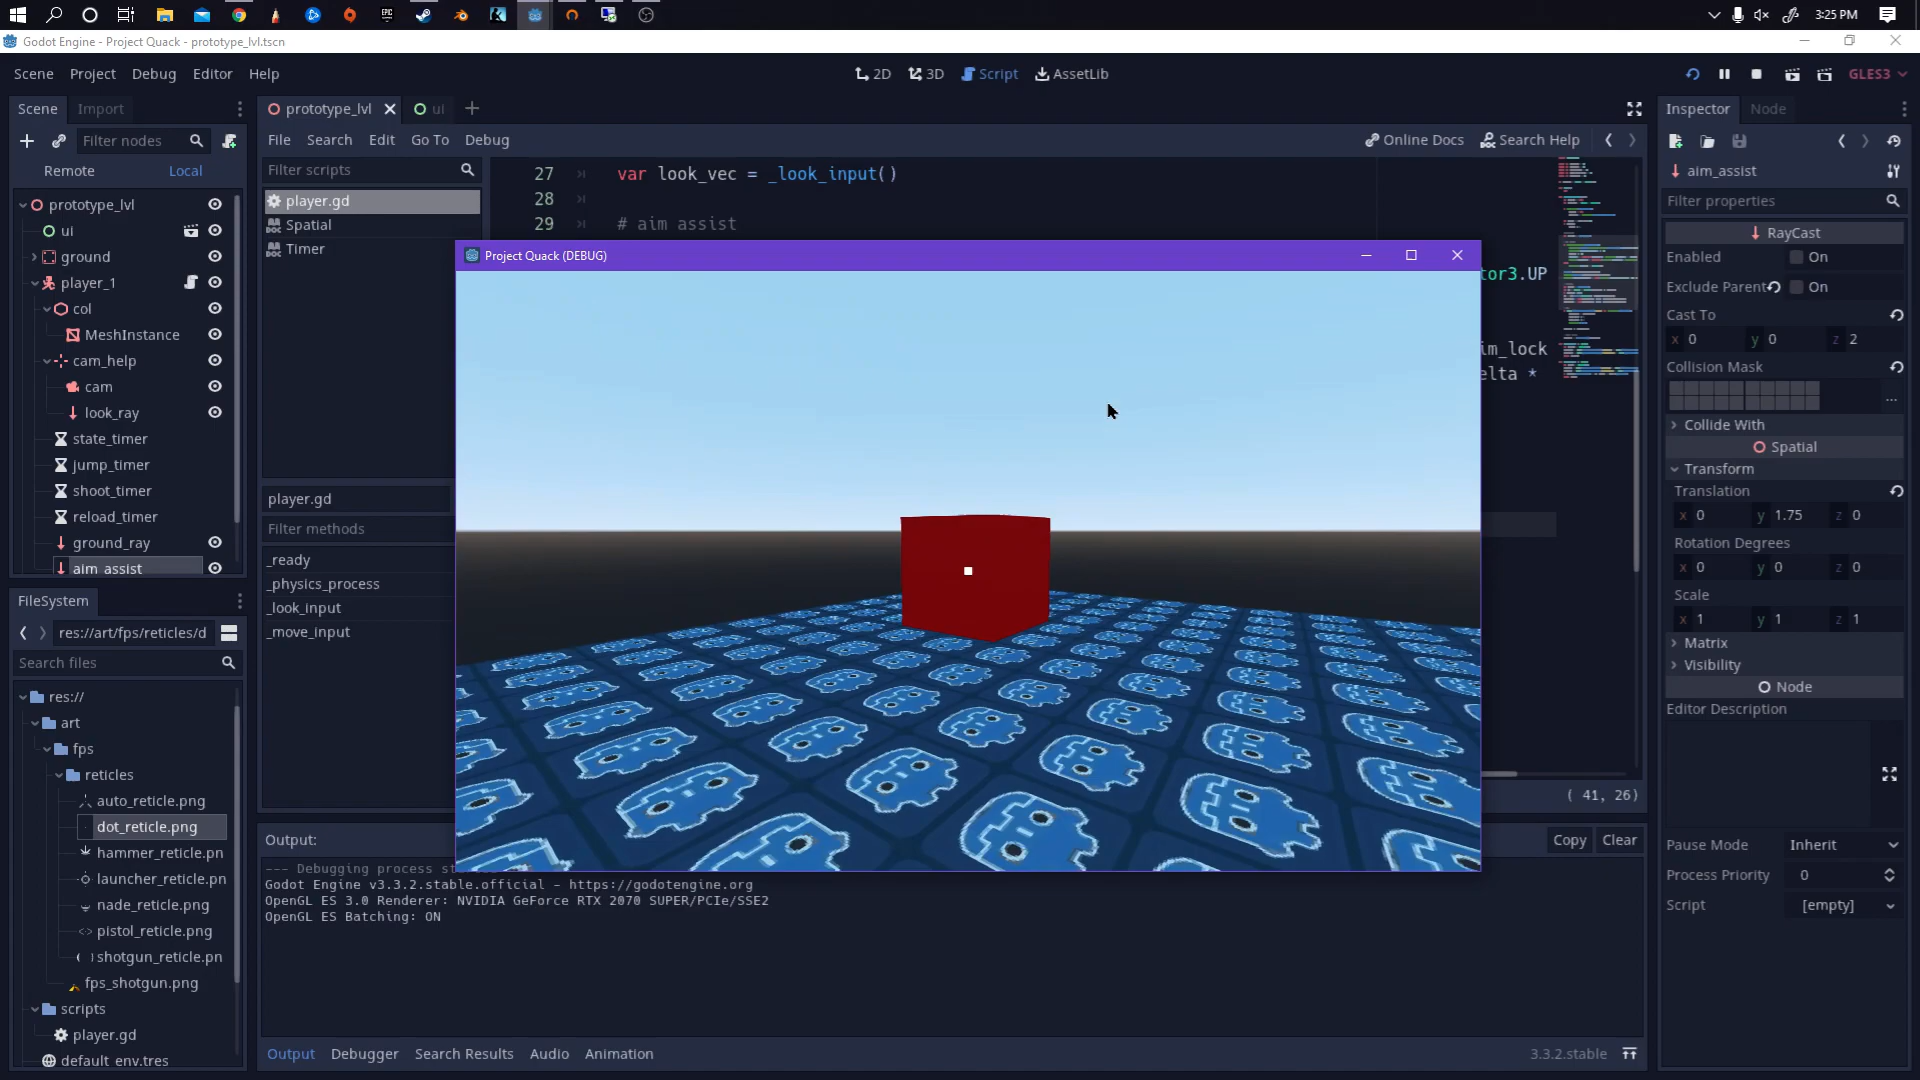 3:25 PM
Godot Engine - Project Quack - prototype_lvl.tscn
Scene Project Debug Editor Help
2D 3D Script AssetLib
GLES3
Scene Import
Filter nodes
Remote Local
prototype_lvl
ui
ground
player_1
col
MeshInstance
cam_help
cam
look_ray
state_timer
jump_timer
shoot_timer
reload_timer
ground_ray
aim_assist
FileSystem
res://art/fps/reticles/d
Search files
res://
art
fps
reticles
auto_reticle.png
dot_reticle.png
hammer_reticle.pn
launcher_reticle.pn
nade_reticle.png
pistol_reticle.png
shotgun_reticle.pn
fps_shotgun.png
scripts
player.gd
default_env.tres
prototype_lvl ui
File Search Edit Go To Debug
Online Docs Search Help
Filter scripts
player.gd
Spatial
Timer
player.gd
Filter methods
_ready
_physics_process
_look_input
_move_input
27 var look_vec = _look_input()
28
29 # aim assist
tor3.UP
im_lock
elta *
( 41, 26)
Project Quack (DEBUG)
Output:
Copy Clear
--- Debugging process st
Godot Engine v3.3.2.stable.official - https://godotengine.org
OpenGL ES 3.0 Renderer: NVIDIA GeForce RTX 2070 SUPER/PCIe/SSE2
OpenGL ES Batching: ON
Output Debugger Search Results Audio Animation
3.3.2.stable
Inspector Node
aim_assist
Filter properties
RayCast
Enabled On
Exclude Parent On
Cast To
x 0 y 0 z 2
Collision Mask
...
Collide With
Spatial
Transform
Translation
x 0 y 1.75 z 0
Rotation Degrees
x 0 y 0 z 0
Scale
x 1 y 1 z 1
Matrix
Visibility
Node
Editor Description
Pause Mode Inherit
Process Priority 0
Script [empty]